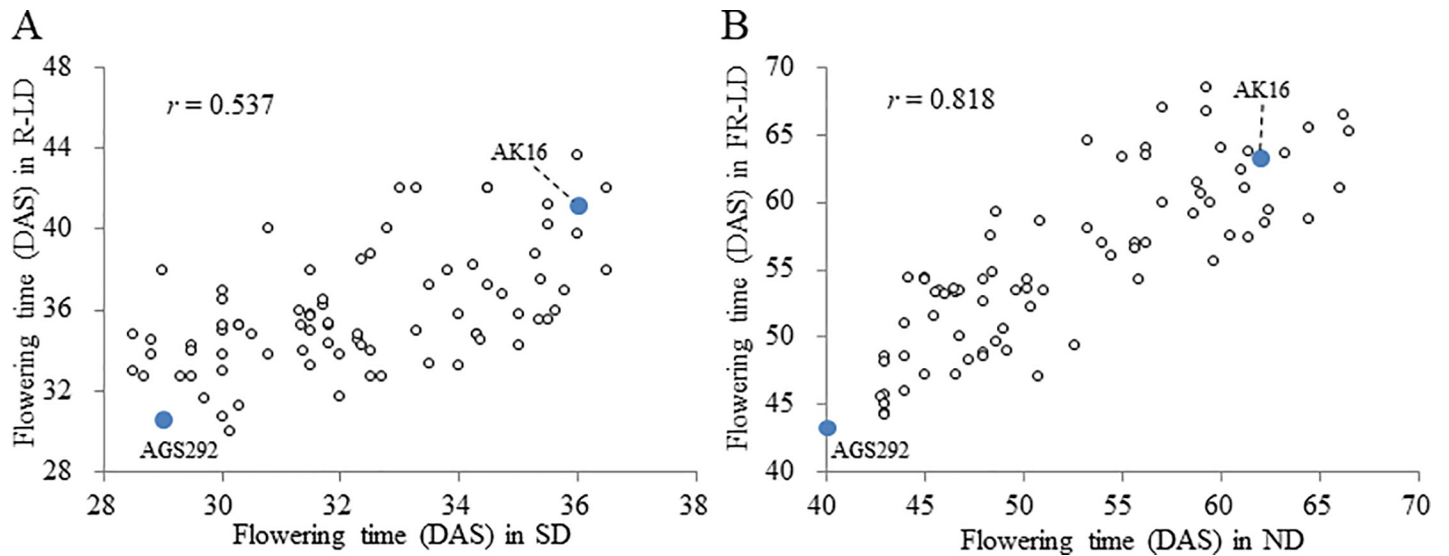 A
B
Flowering time (DAS) in R-LD
48
44
40
36
32
28
r = 0.537
AK16
AGS292
28 30 32 34 36 38
Flowering time (DAS) in SD
Flowering time (DAS) in FR-LD
70
65
60
55
50
45
40
r = 0.818
AK16
AGS292
40 45 50 55 60 65 70
Flowering time (DAS) in ND